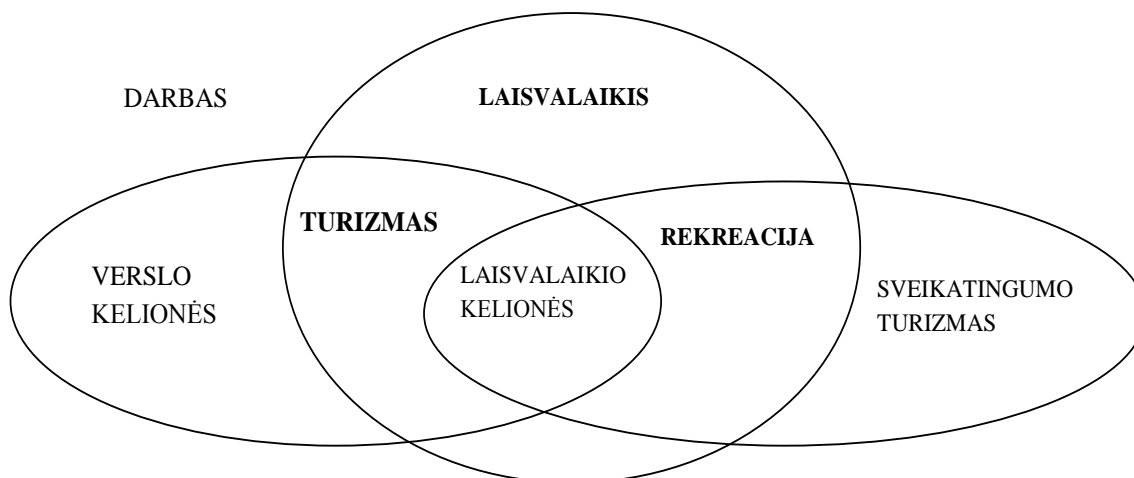 DARBAS
LAISVALAIKIS
TURIZMAS
REKREACIJA
VERSLO
KELIONĖS
LAISVALAIKIO
KELIONĖS
SVEIKATINGUMO
TURIZMAS